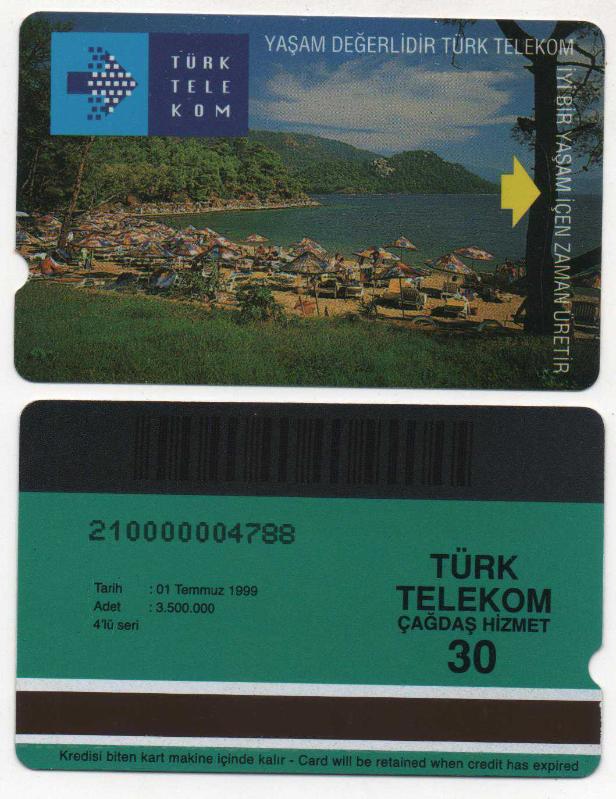 TÜRK
TELE
KOM
YAŞAM DEĞERLİDİR TÜRK TELEKOM
İYİ BİR YAŞAM İÇEN ZAMAN ÜRETİR
210000004788
Tarih : 01 Temmuz 1999
Adet : 3.500.000
4'lü seri
TÜRK
TELEKOM
ÇAĞDAŞ HİZMET
30
Kredisi biten kart makine içinde kalır - Card will be retained when credit has expired